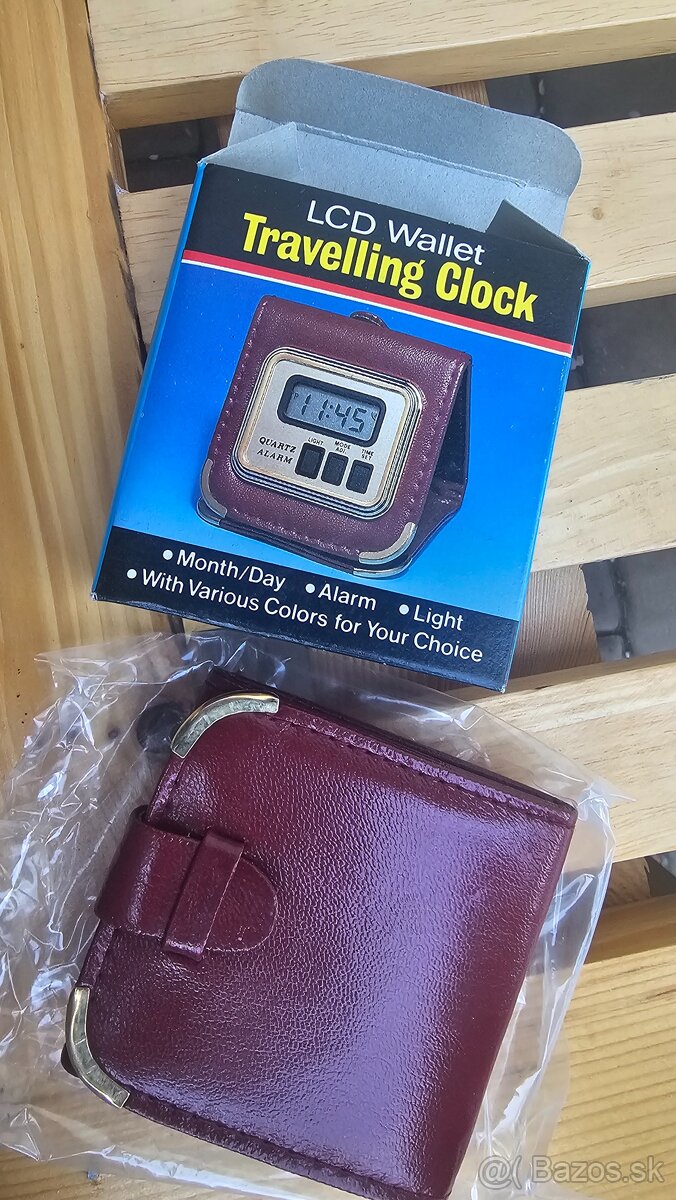 LCD Wallet
Travelling Clock
11:45
LIGHT MODE ADJ. TIME SET
QUARTZ
ALARM
• Month/Day • Alarm • Light
• With Various Colors for Your Choice
@( Bazos.sk